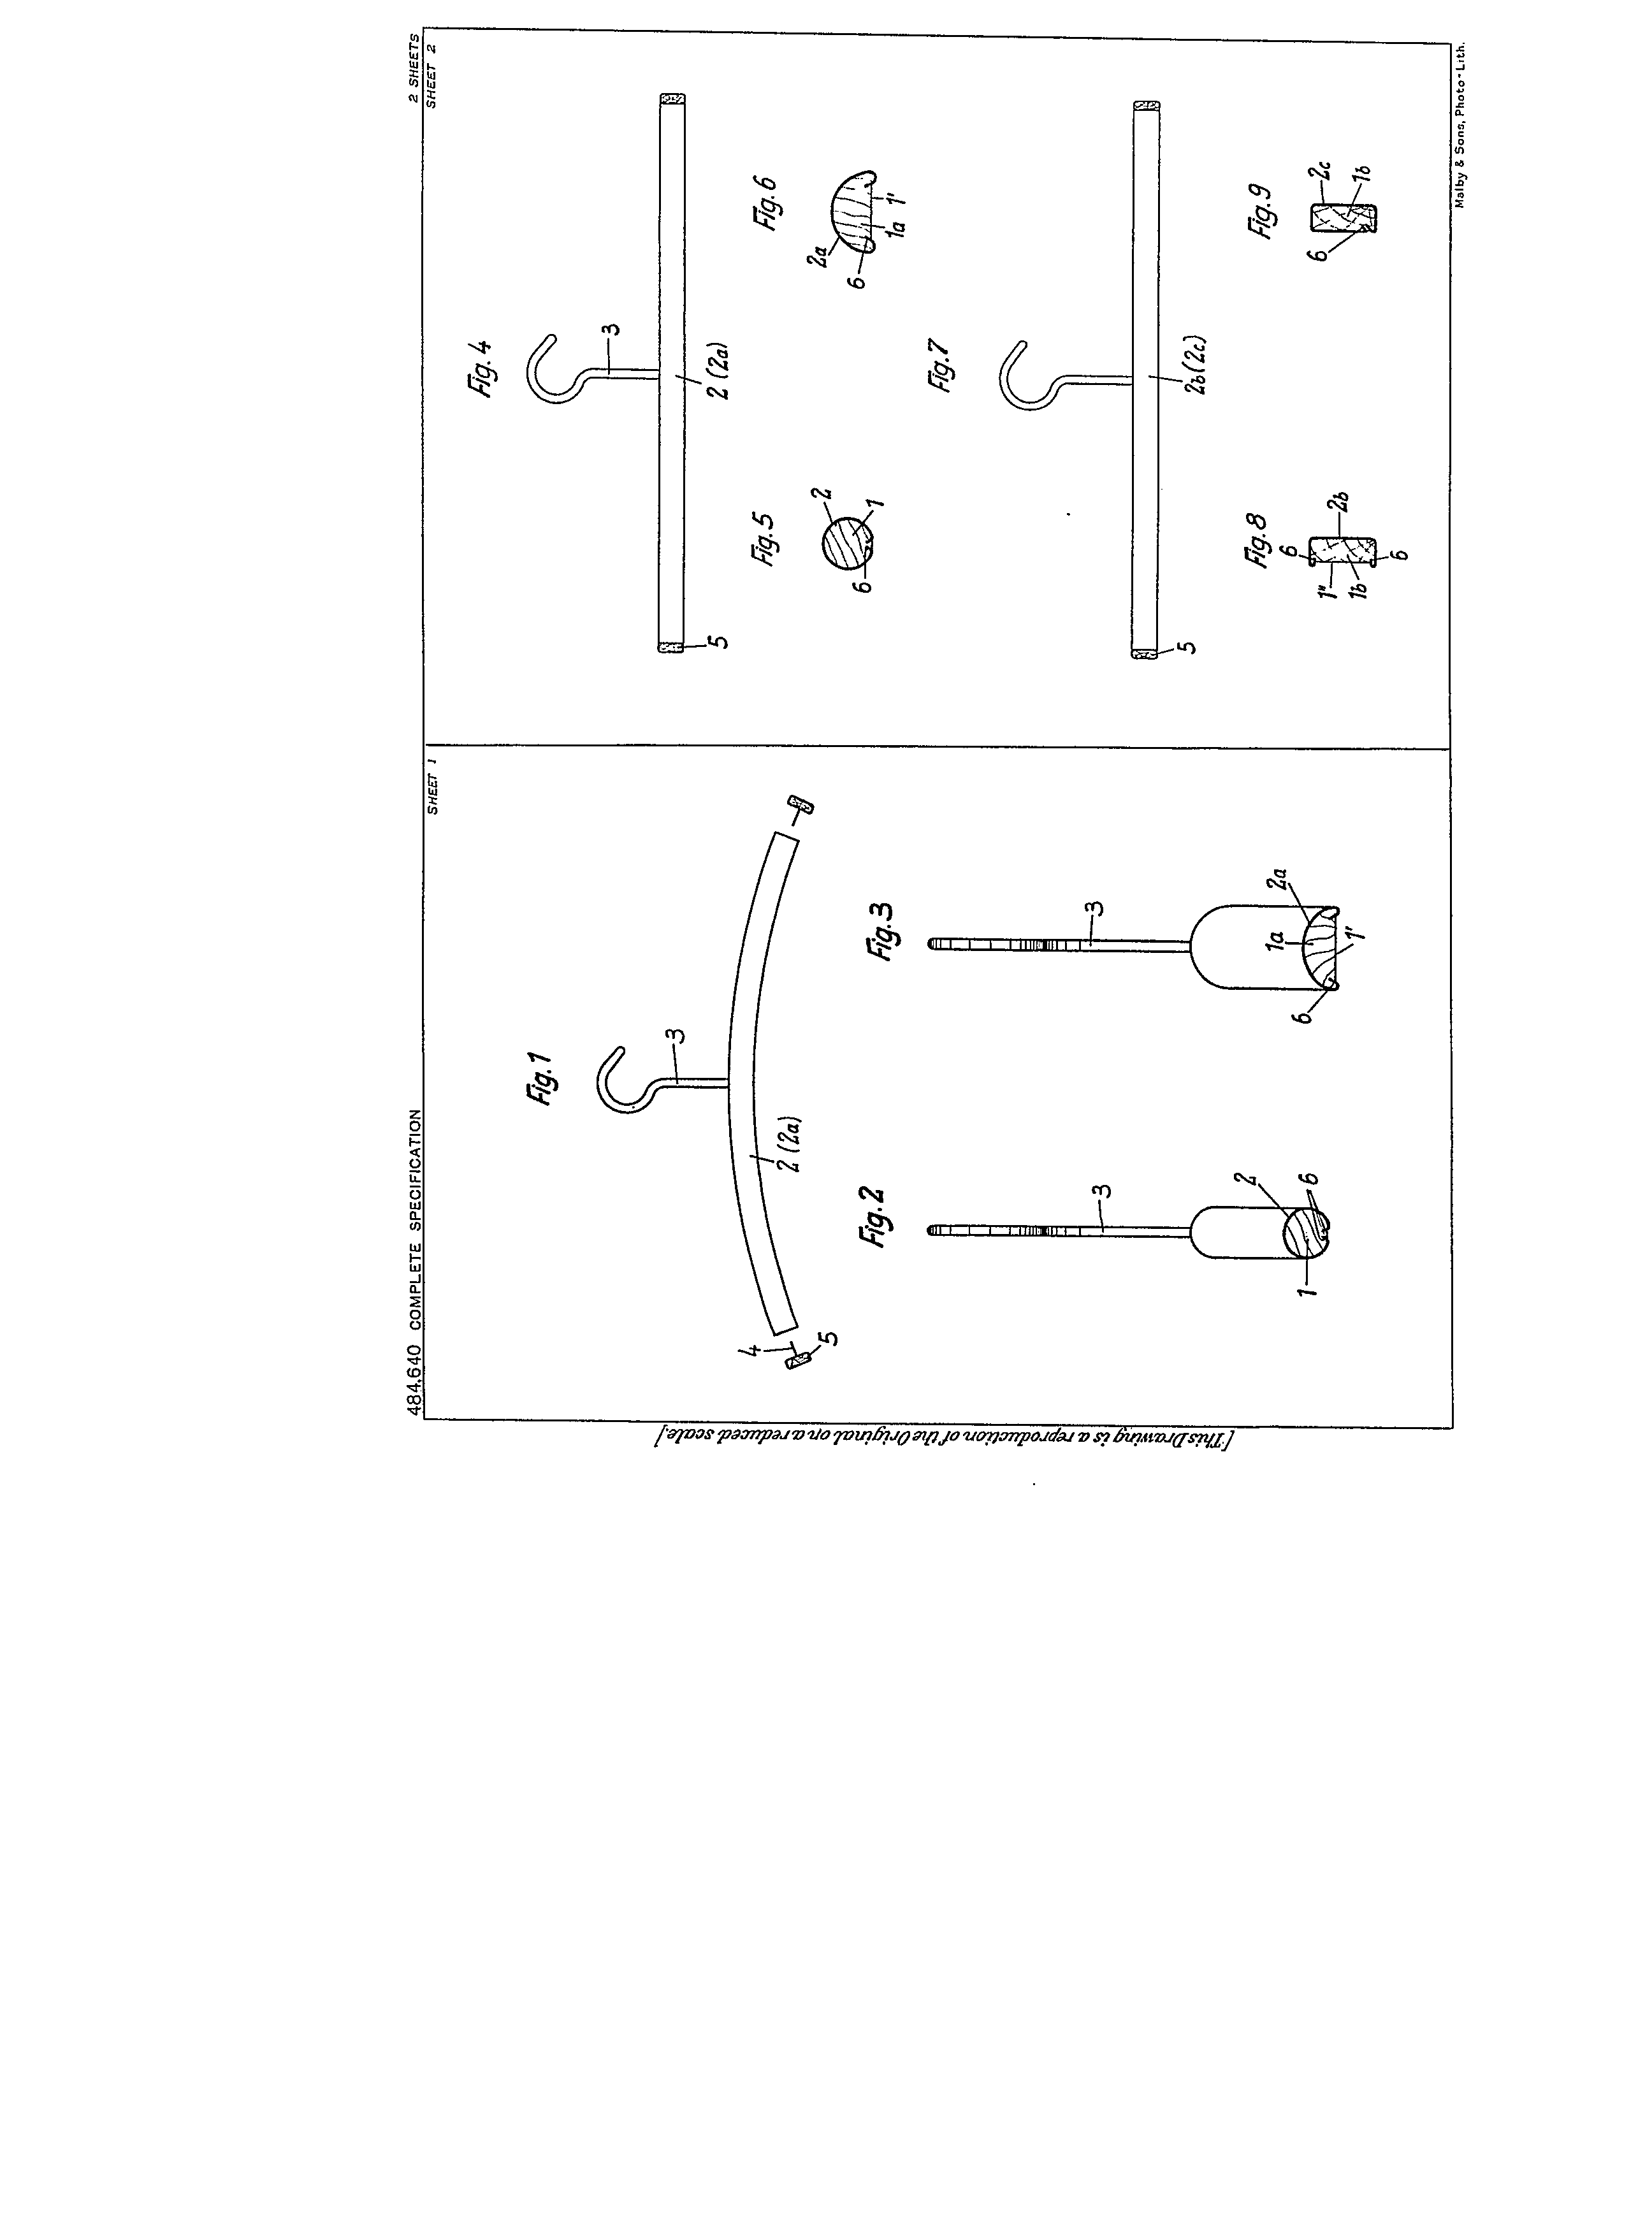 484,640 COMPLETE SPECIFICATION
2 SHEETS
SHEET 1
SHEET 2
Fig.1
3
2 (2a)
4
5
Fig.2
3
2
6
1
Fig.3
3
2a
1a
1'
6
Fig.4
3
2 (2a)
5
Fig.5
2
1
6
Fig.6
2a
6
1a
1'
Fig.7
2b(2c)
5
Fig.8
6
2b
1"
1b
6
Fig.9
2c
1b
6
[This Drawing is a reproduction of the Original on a reduced scale.]
Malby & Sons, Photo-Lith.